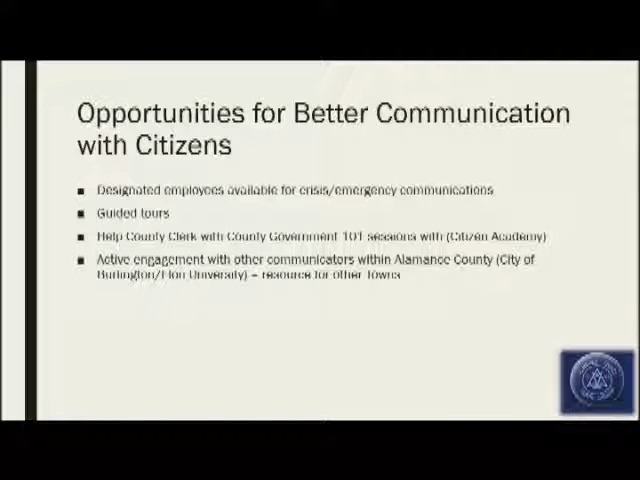 Opportunities for Better Communication
with Citizens
■ Designated employees available for crisis/emergency communications
■ Guided tours
■ Help County Clerk with County Government 101 sessions with (Citizen Academy)
■ Active engagement with other communicators within Alamance County (City of
Burlington/Elon University) – resource for other Towns